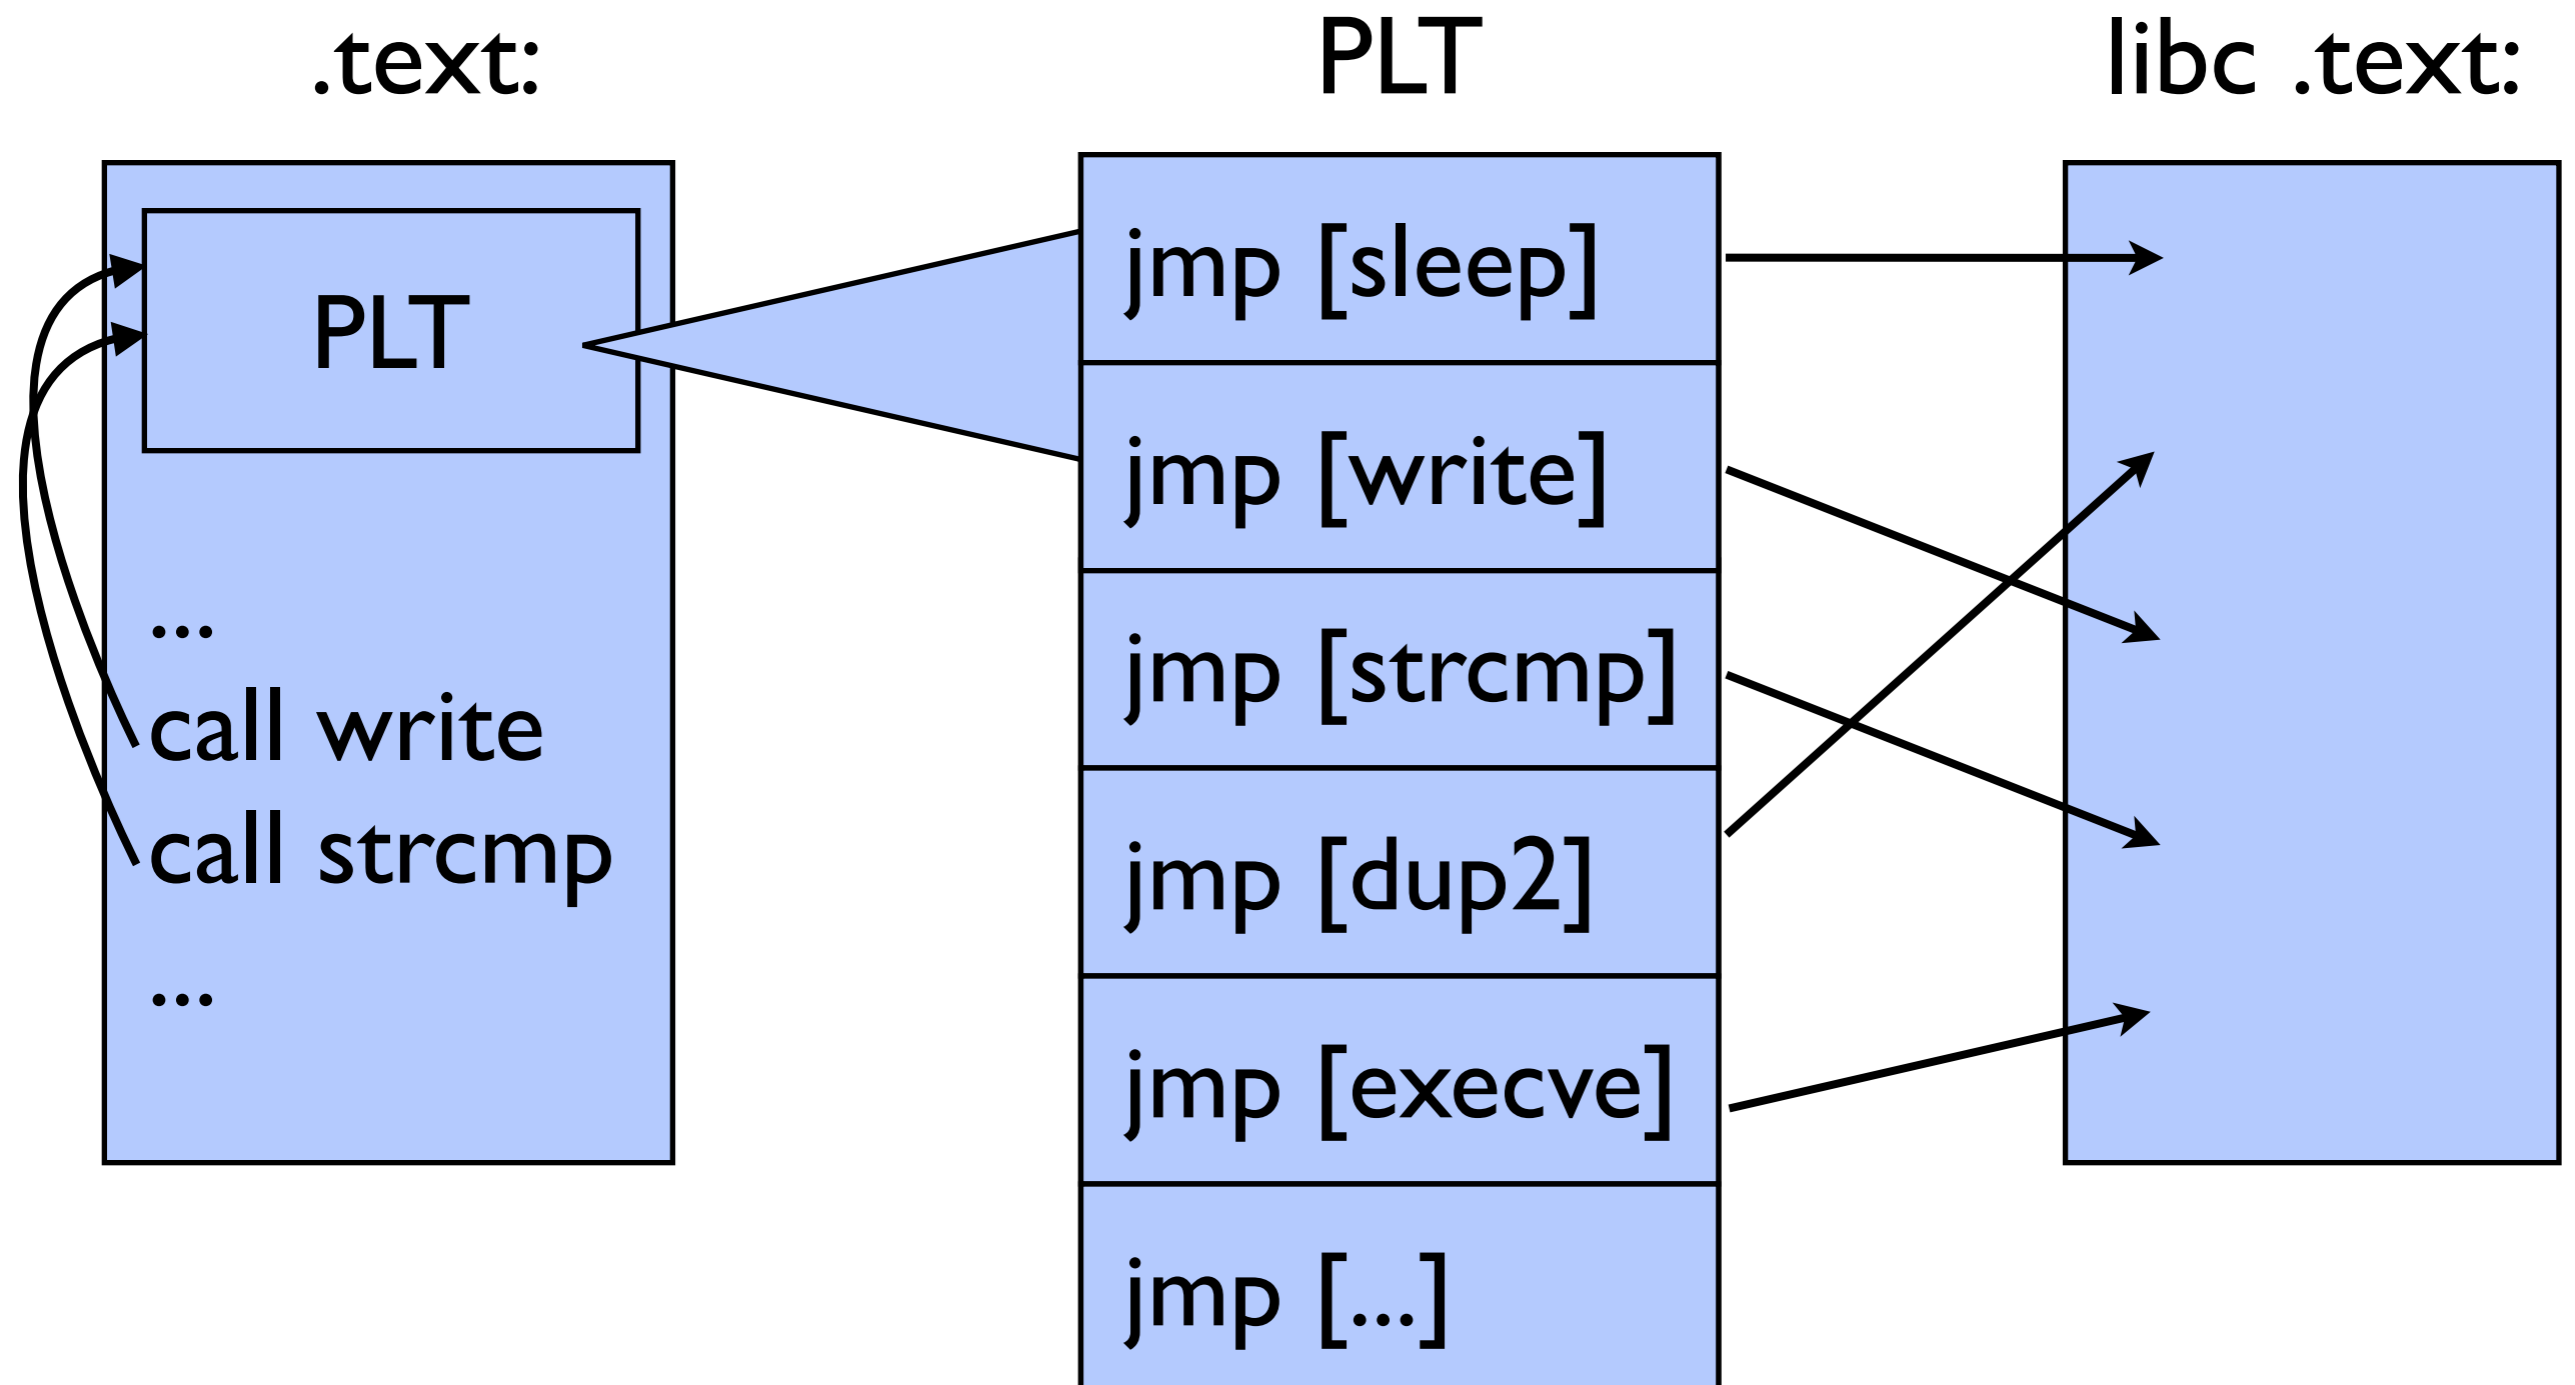 .text:
PLT
...
call write
call strcmp
...
PLT
jmp [sleep]
jmp [write]
jmp [strcmp]
jmp [dup2]
jmp [execve]
jmp [...]
libc .text: